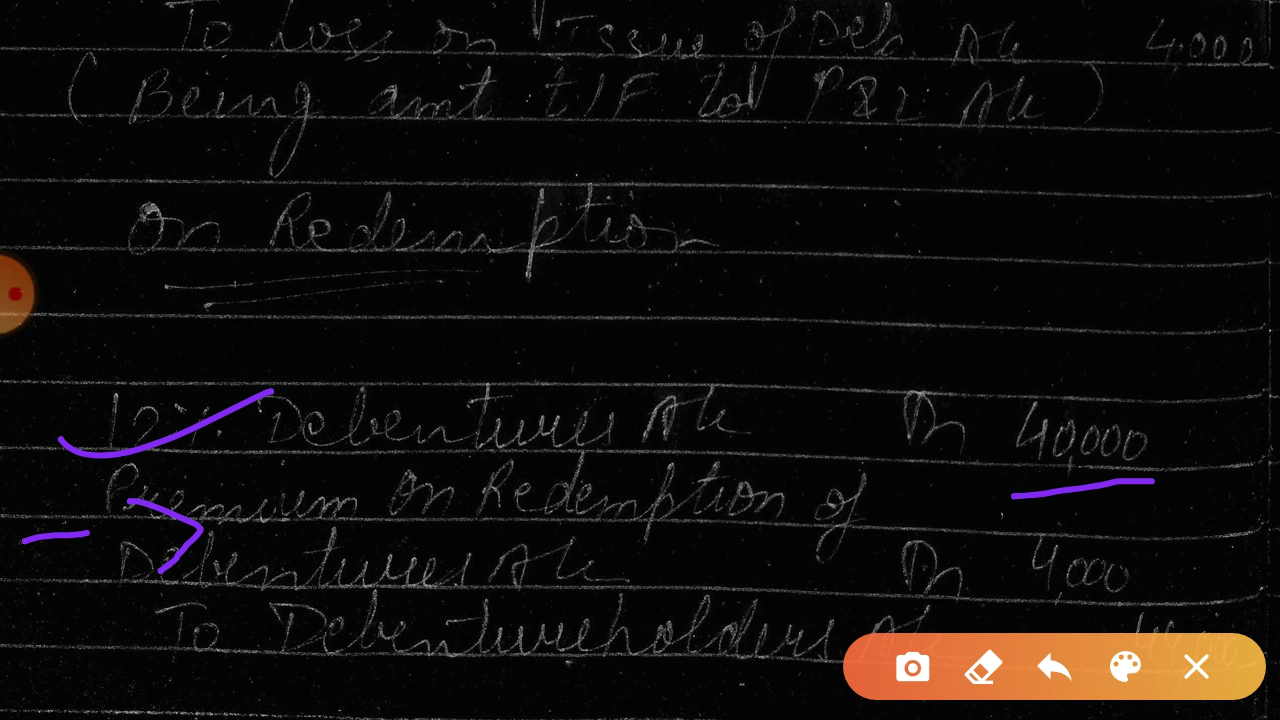 To Loss on Issue of Deb. A/c 4,000
(Being amt t/f to P&L A/c)
On Redemption
12% Debentures A/c Dr 40,000
Premium on Redemption of
Debentures A/c Dr 4,000
To Debentureholders A/c